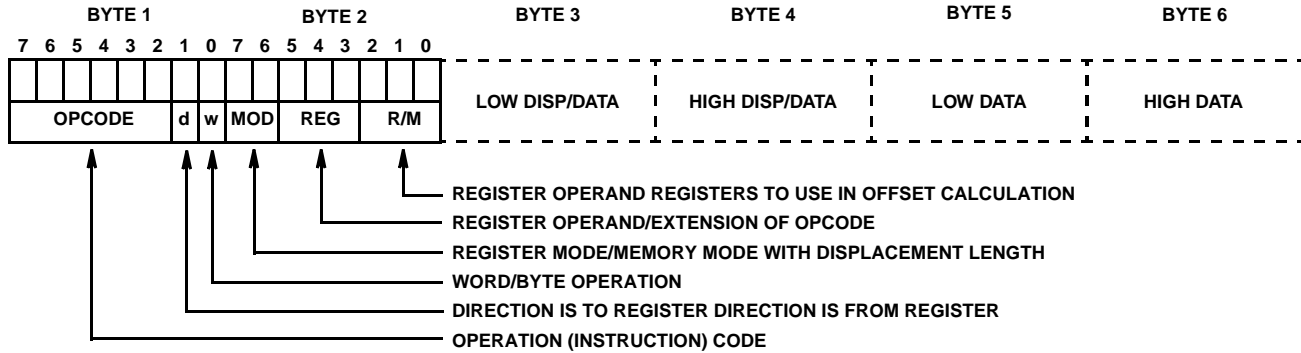 BYTE 1 BYTE 2 BYTE 3 BYTE 4 BYTE 5 BYTE 6
7 6 5 4 3 2 1 0 7 6 5 4 3 2 1 0
OPCODE d w MOD REG R/M LOW DISP/DATA HIGH DISP/DATA LOW DATA HIGH DATA
REGISTER OPERAND REGISTERS TO USE IN OFFSET CALCULATION
REGISTER OPERAND/EXTENSION OF OPCODE
REGISTER MODE/MEMORY MODE WITH DISPLACEMENT LENGTH
WORD/BYTE OPERATION
DIRECTION IS TO REGISTER DIRECTION IS FROM REGISTER
OPERATION (INSTRUCTION) CODE